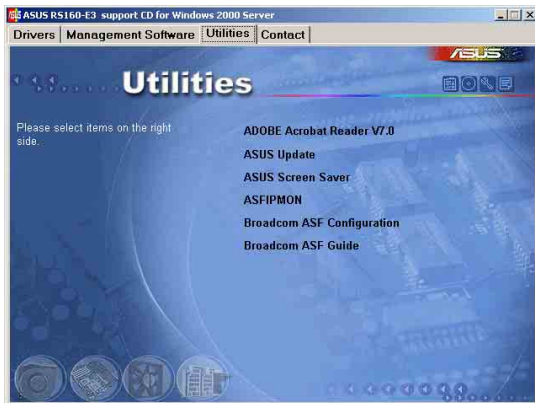 ASUS RS160-E3 support CD for Windows 2000 Server
Drivers Management Software Utilities Contact
ASUS
Utilities
Please select items on the right
side.
ADOBE Acrobat Reader V7.0
ASUS Update
ASUS Screen Saver
ASFIPMON
Broadcom ASF Configuration
Broadcom ASF Guide